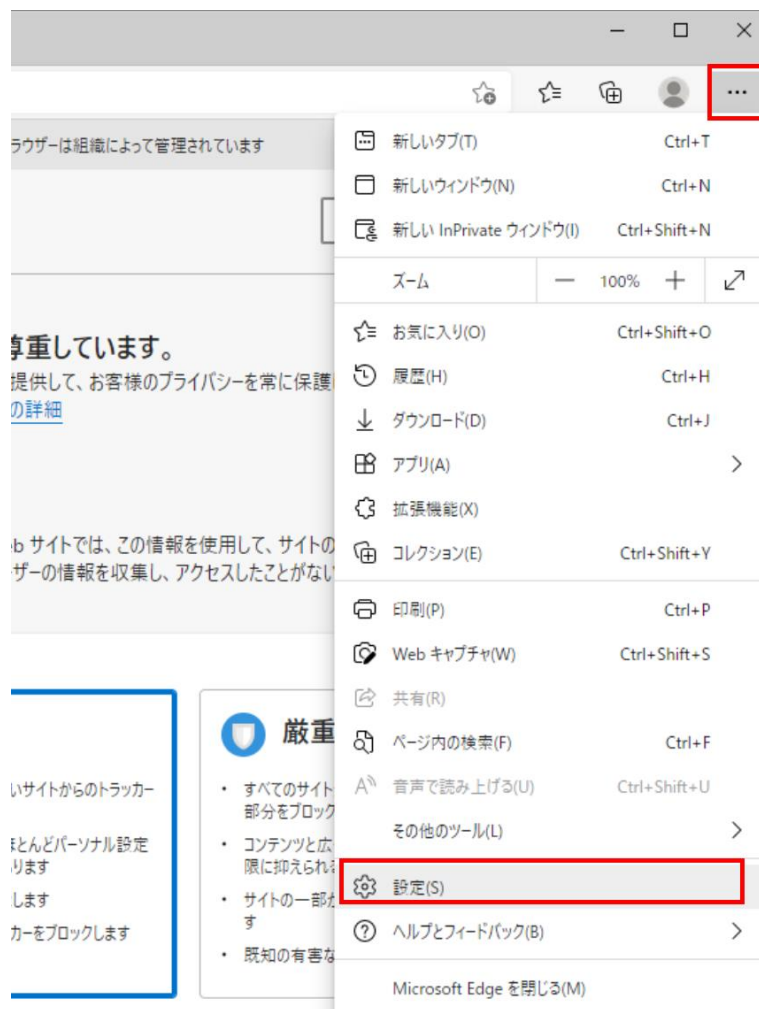 ラウザーは組織によって管理されています
尊重しています。
提供して、お客様のプライバシーを常に保護
の詳細
b サイトでは、この情報を使用して、サイトの
ザーの情報を収集し、アクセスしたことがない
いサイトからのトラッカー
ほとんどパーソナル設定
ります
します
カーをブロックします
厳重
• すべてのサイト
部分をブロック
• コンテンツと広
限に抑えられ
• サイトの一部が
す
• 既知の有害な
新しいタブ(T) Ctrl+T
新しいウィンドウ(N) Ctrl+N
新しい InPrivate ウィンドウ(I) Ctrl+Shift+N
ズーム 100%
お気に入り(O) Ctrl+Shift+O
履歴(H) Ctrl+H
ダウンロード(D) Ctrl+J
アプリ(A)
拡張機能(X)
コレクション(E) Ctrl+Shift+Y
印刷(P) Ctrl+P
Web キャプチャ(W) Ctrl+Shift+S
共有(R)
ページ内の検索(F) Ctrl+F
音声で読み上げる(U) Ctrl+Shift+U
その他のツール(L)
設定(S)
ヘルプとフィードバック(B)
Microsoft Edge を閉じる(M)